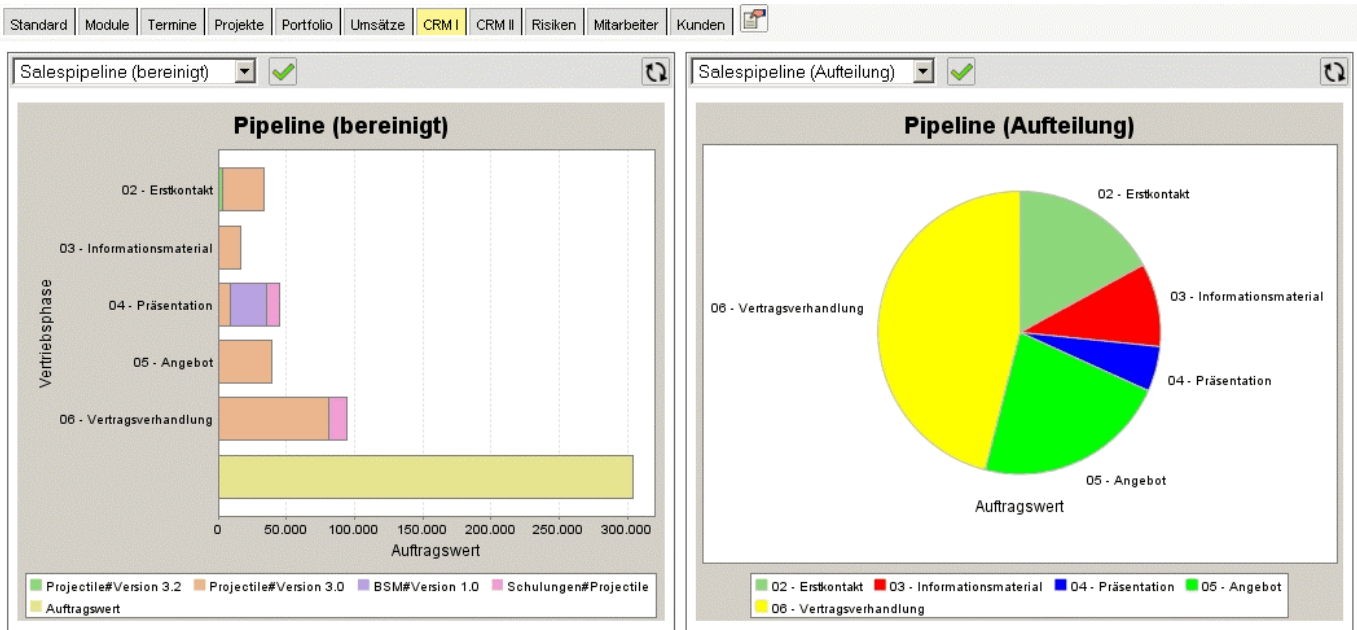 Standard Module Termine Projekte Portfolio Umsätze CRM I CRM II Risiken Mitarbeiter Kunden
Salespipeline (bereinigt)
Pipeline (bereinigt)
Vertriebsphase
02 - Erstkontakt
03 - Informationsmaterial
04 - Präsentation
05 - Angebot
06 - Vertragsverhandlung
0 50.000 100.000 150.000 200.000 250.000 300.000
Auftragswert
Projectile#Version 3.2 Projectile#Version 3.0 BSM#Version 1.0 Schulungen#Projectile
Auftragswert
Salespipeline (Aufteilung)
Pipeline (Aufteilung)
02 - Erstkontakt
03 - Informationsmaterial
06 - Vertragsverhandlung
04 - Präsentation
05 - Angebot
Auftragswert
02 - Erstkontakt 03 - Informationsmaterial 04 - Präsentation 05 - Angebot
06 - Vertragsverhandlung